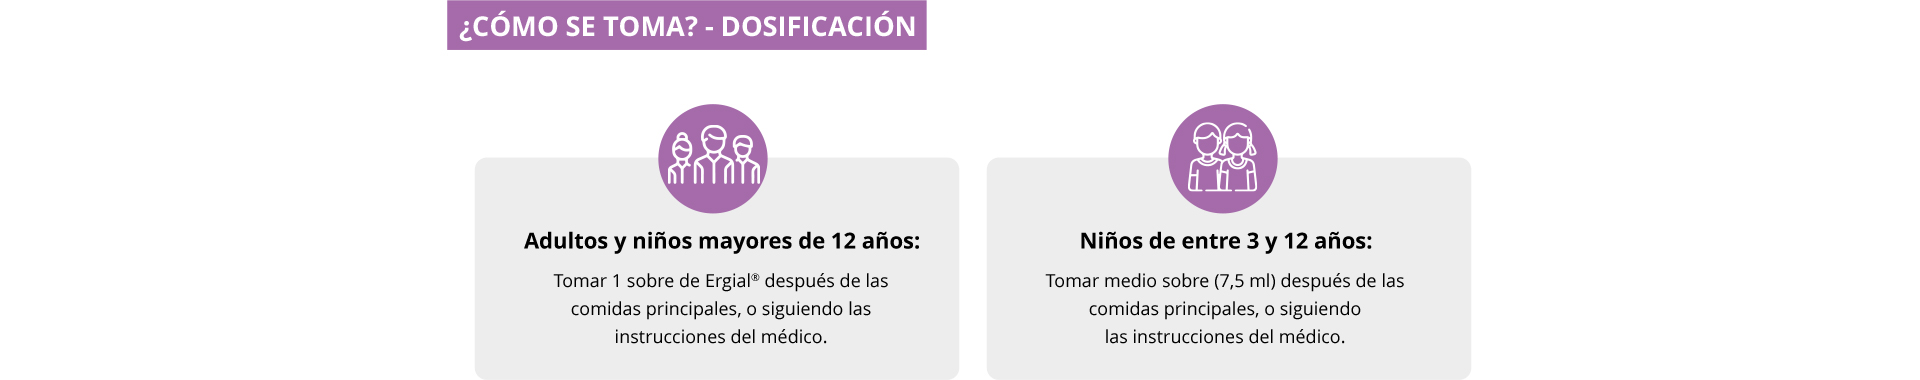 ¿CÓMO SE TOMA? - DOSIFICACIÓN
Adultos y niños mayores de 12 años:
Tomar 1 sobre de Ergial® después de las
comidas principales, o siguiendo las
instrucciones del médico.
Niños de entre 3 y 12 años:
Tomar medio sobre (7,5 ml) después de las
comidas principales, o siguiendo
las instrucciones del médico.